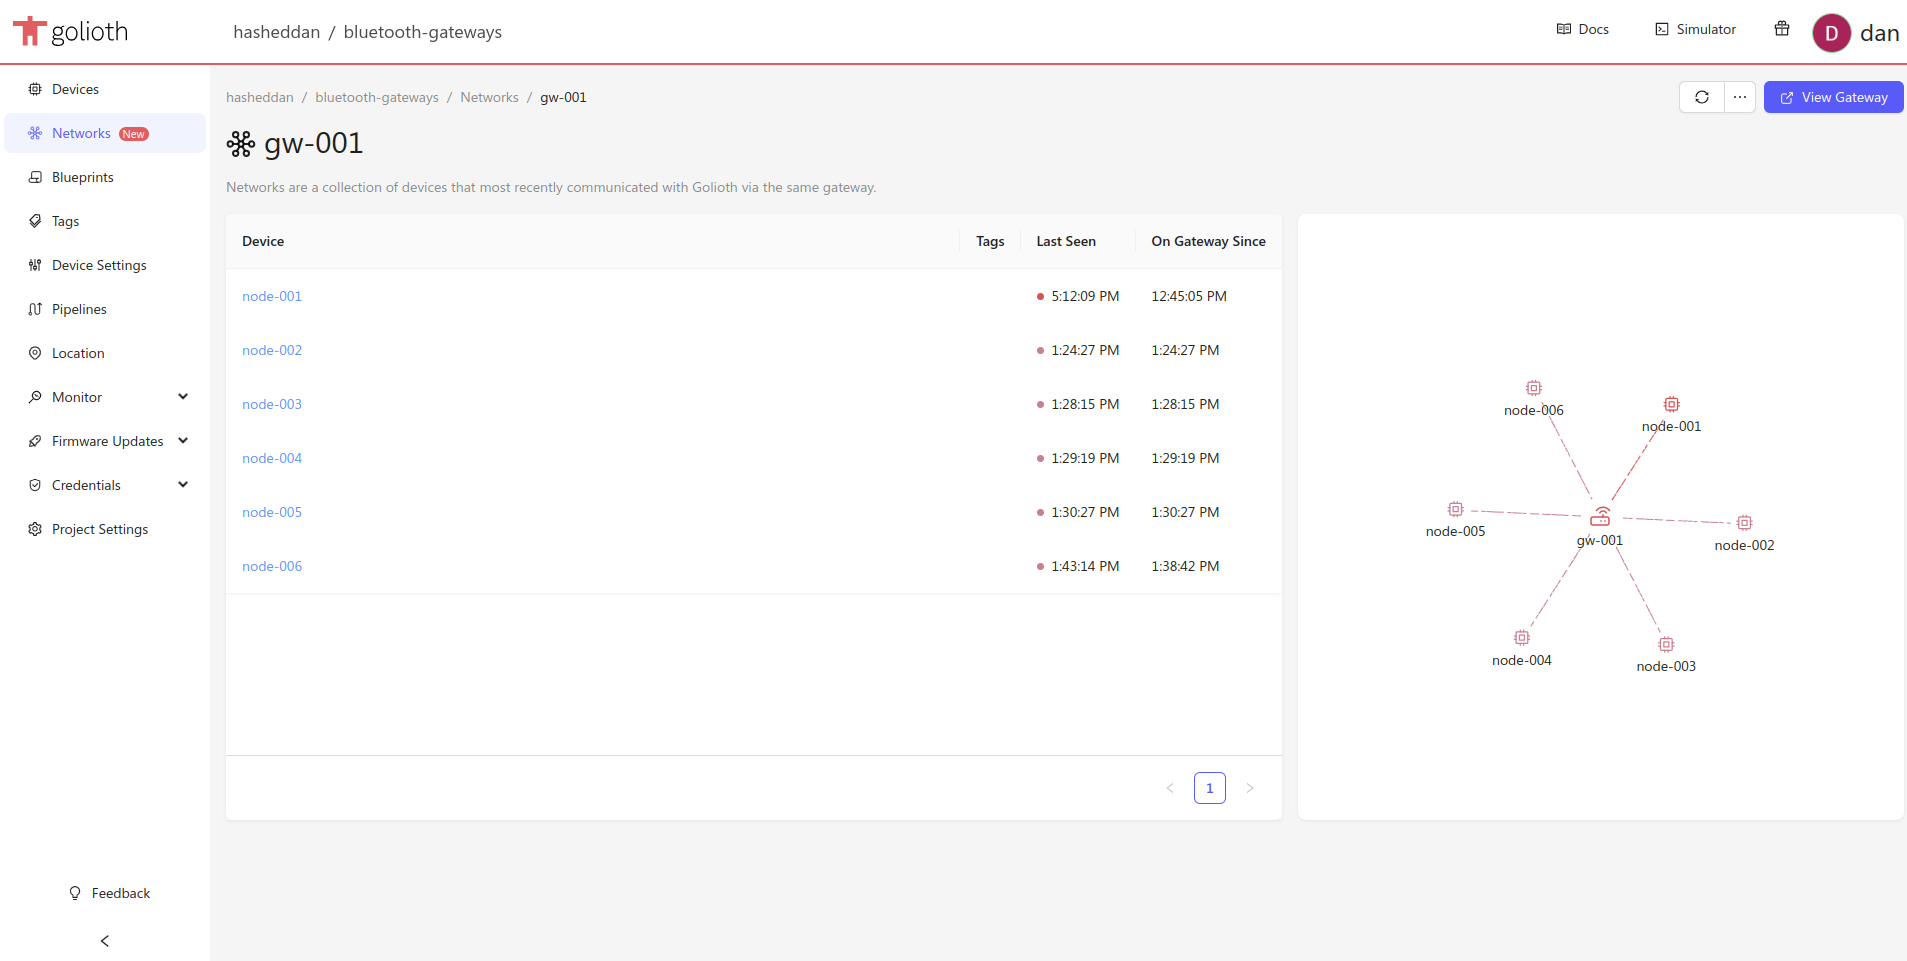 golioth
hasheddan / bluetooth-gateways
Docs
Simulator
D
dan
Devices
Networks New
Blueprints
Tags
Device Settings
Pipelines
Location
Monitor
Firmware Updates
Credentials
Project Settings
Feedback
hasheddan / bluetooth-gateways / Networks / gw-001
... View Gateway
gw-001
Networks are a collection of devices that most recently communicated with Golioth via the same gateway.
Device Tags Last Seen On Gateway Since
node-001 5:12:09 PM 12:45:05 PM
node-002 1:24:27 PM 1:24:27 PM
node-003 1:28:15 PM 1:28:15 PM
node-004 1:29:19 PM 1:29:19 PM
node-005 1:30:27 PM 1:30:27 PM
node-006 1:43:14 PM 1:38:42 PM
< 1 >
node-006
node-001
node-005
gw-001
node-002
node-004
node-003